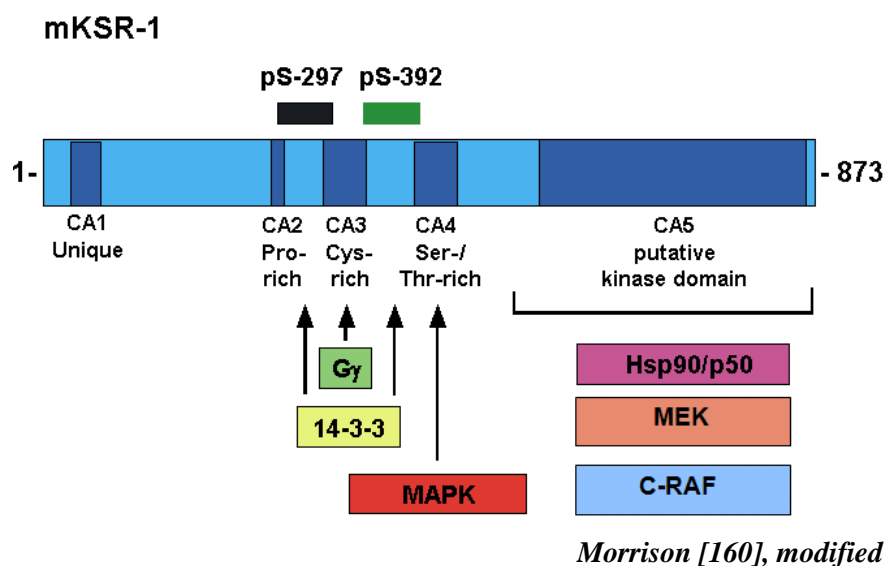 mKSR-1
pS-297 pS-392
1- - 873
CA1 CA2 CA3 CA4 CA5
Unique Pro- Cys- Ser-/ putative
rich rich Thr-rich kinase domain
Gγ
14-3-3
MAPK
Hsp90/p50
MEK
C-RAF
Morrison [160], modified